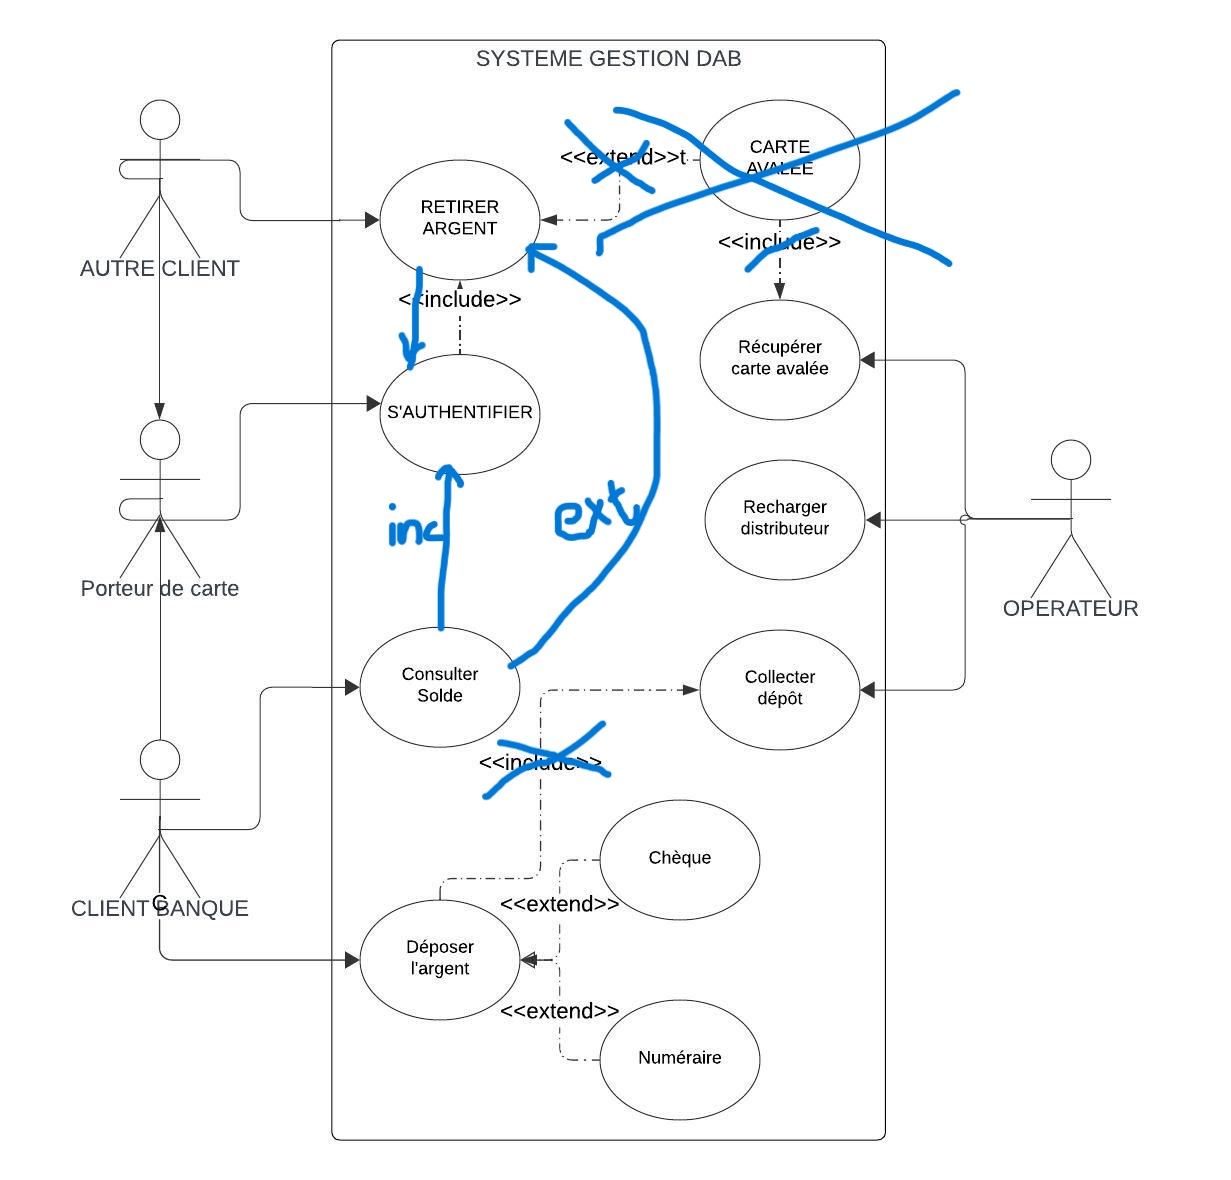 SYSTEME GESTION DAB
<<extend>>t
CARTE
AVALEE
RETIRER
ARGENT
<<include>>
AUTRE CLIENT
<<include>>
Récupérer
carte avalée
S'AUTHENTIFIER
inc
ext
Recharger
distributeur
Porteur de carte
OPERATEUR
Consulter
Solde
Collecter
dépôt
<<include>>
Chèque
C
CLIENT BANQUE
<<extend>>
Déposer
l'argent
<<extend>>
Numéraire